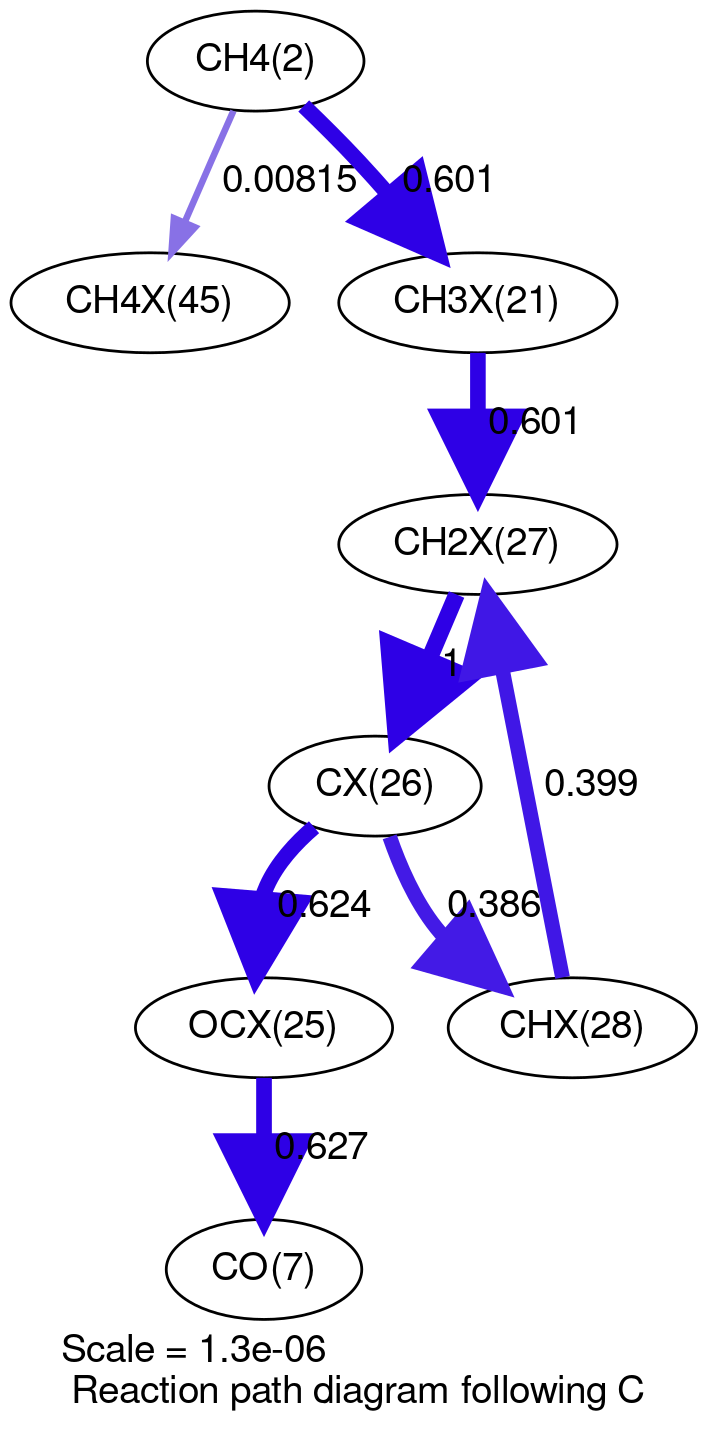 CH4(2)
0.00815
0.601
CH4X(45)
CH3X(21)
0.601
CH2X(27)
1
CX(26)
0.399
0.624
0.386
OCX(25)
CHX(28)
0.627
CO(7)
Scale = 1.3e-06
Reaction path diagram following C